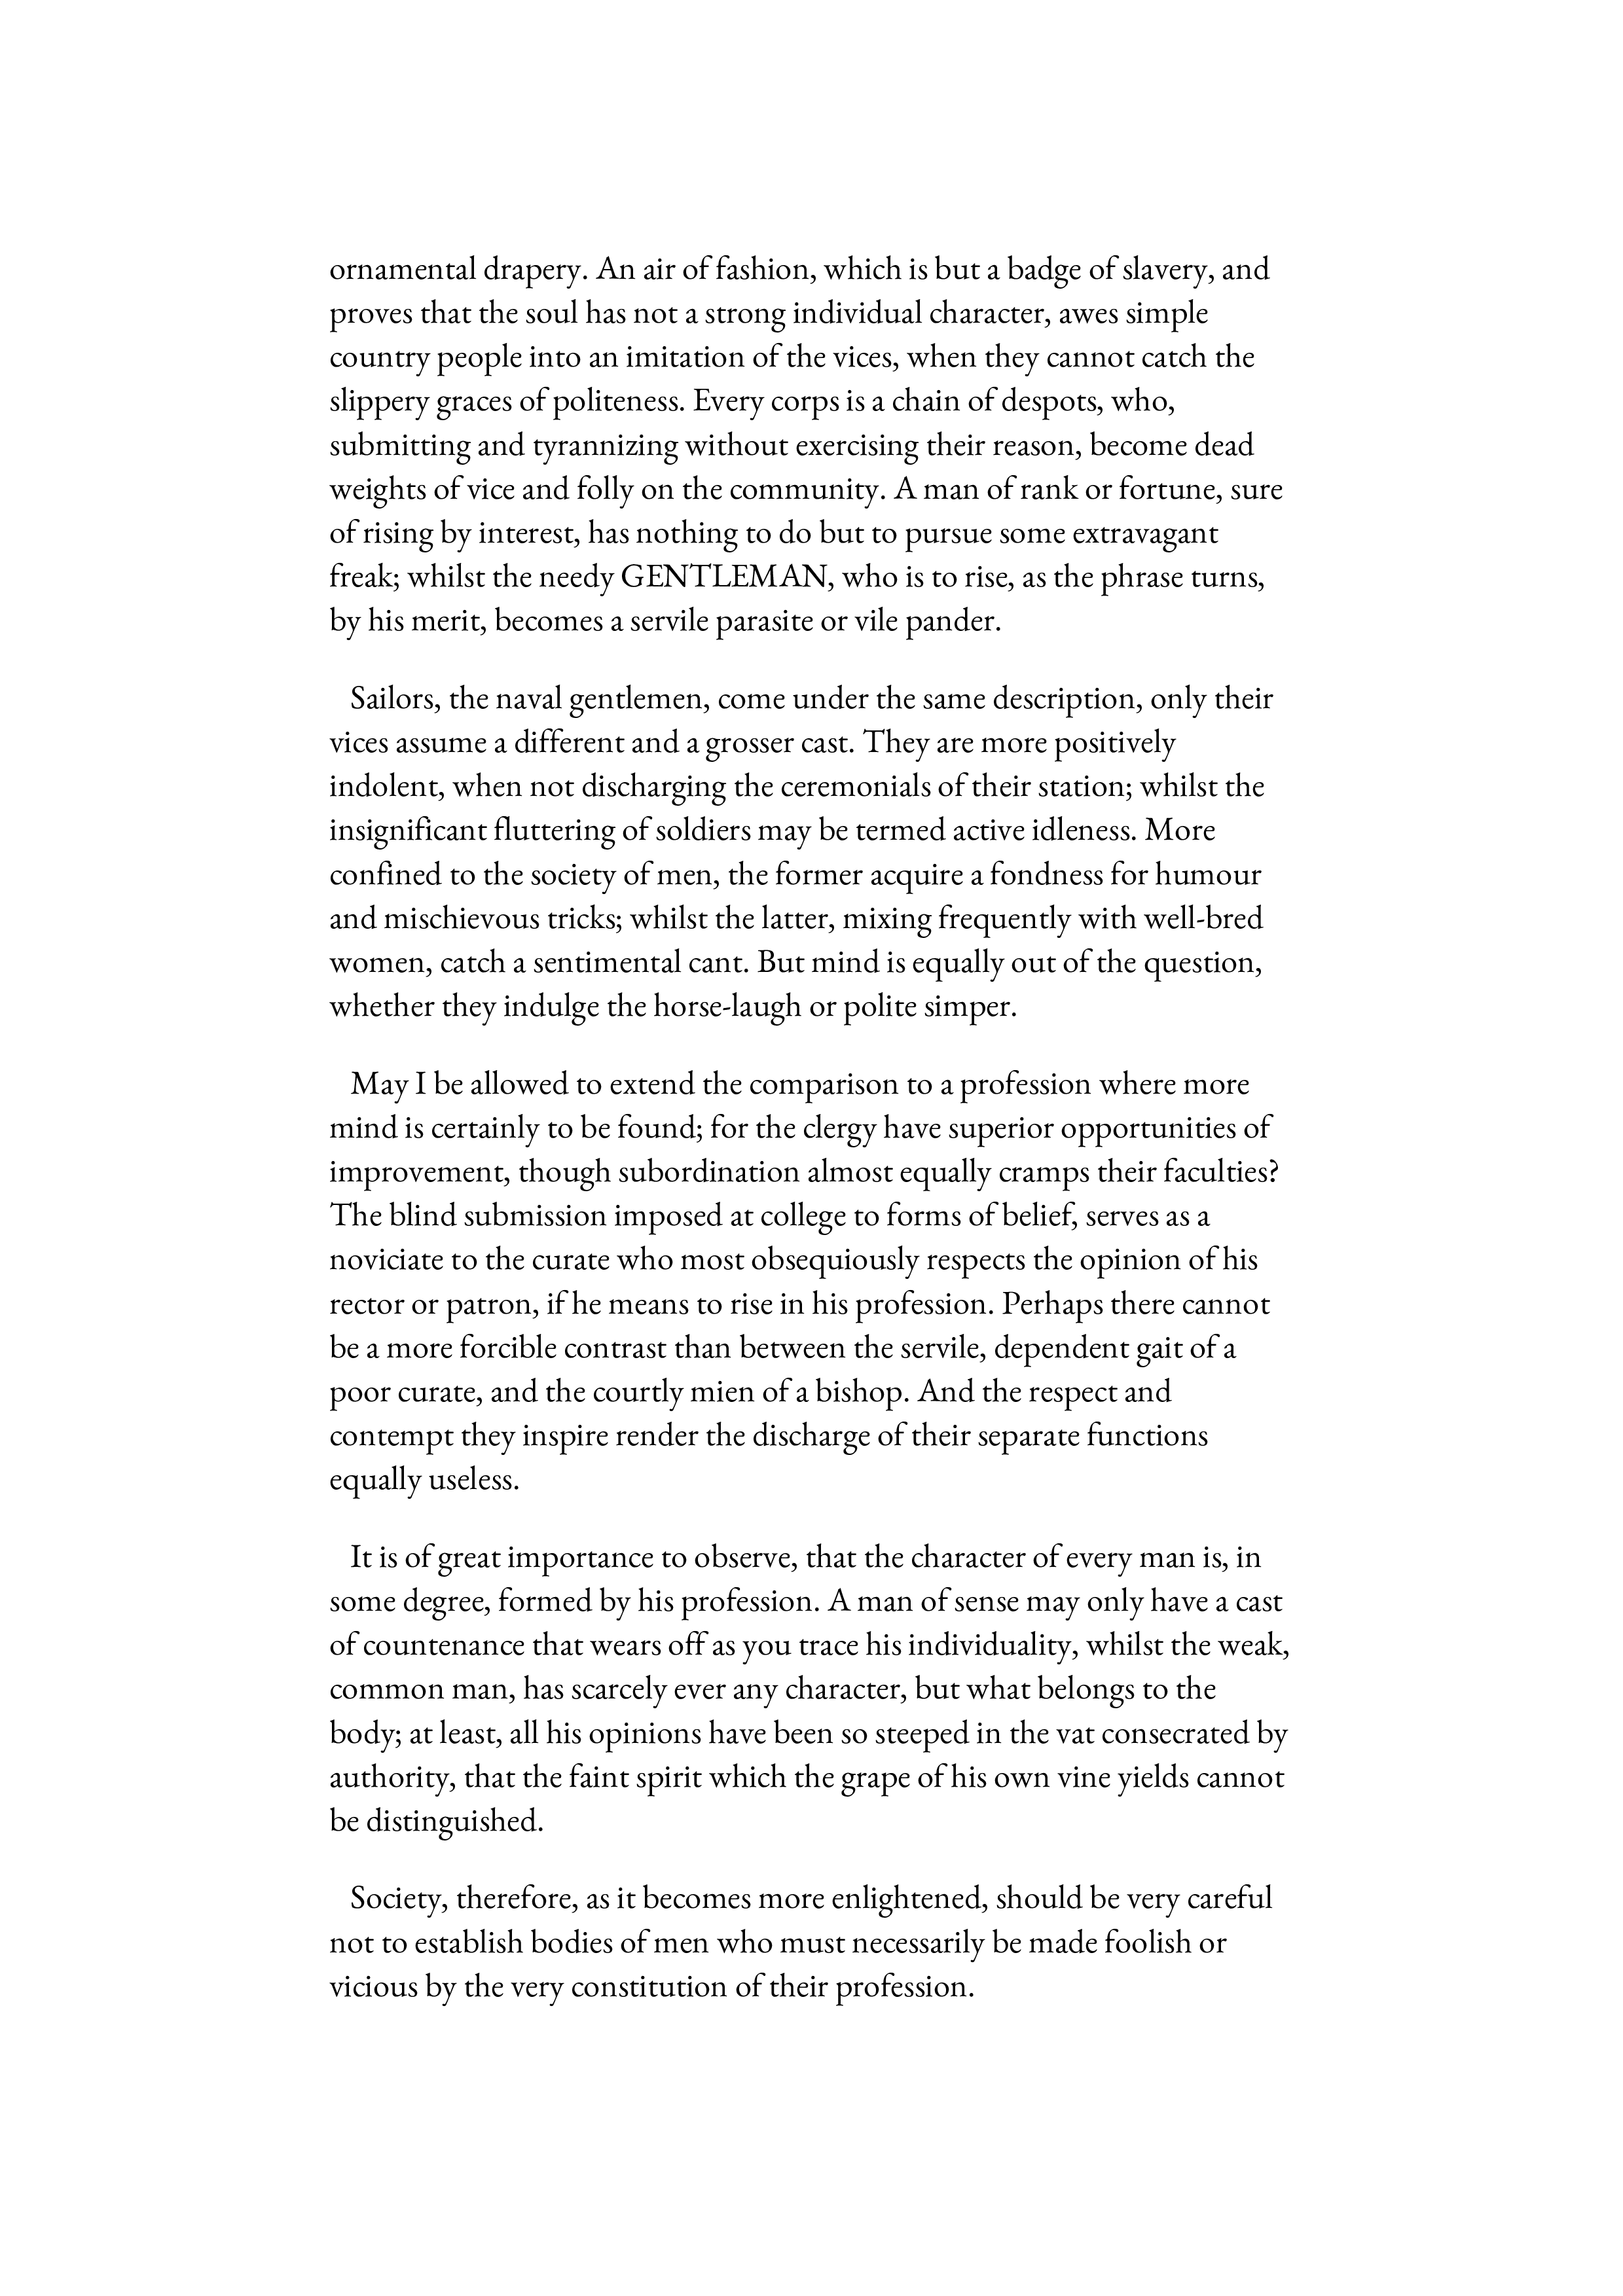 ornamental drapery. An air of fashion, which is but a badge of slavery, and
proves that the soul has not a strong individual character, awes simple
country people into an imitation of the vices, when they cannot catch the
slippery graces of politeness. Every corps is a chain of despots, who,
submitting and tyrannizing without exercising their reason, become dead
weights of vice and folly on the community. A man of rank or fortune, sure
of rising by interest, has nothing to do but to pursue some extravagant
freak; whilst the needy GENTLEMAN, who is to rise, as the phrase turns,
by his merit, becomes a servile parasite or vile pander.
Sailors, the naval gentlemen, come under the same description, only their
vices assume a different and a grosser cast. They are more positively
indolent, when not discharging the ceremonials of their station; whilst the
insignificant fluttering of soldiers may be termed active idleness. More
confined to the society of men, the former acquire a fondness for humour
and mischievous tricks; whilst the latter, mixing frequently with well-bred
women, catch a sentimental cant. But mind is equally out of the question,
whether they indulge the horse-laugh or polite simper.
May I be allowed to extend the comparison to a profession where more
mind is certainly to be found; for the clergy have superior opportunities of
improvement, though subordination almost equally cramps their faculties?
The blind submission imposed at college to forms of belief, serves as a
noviciate to the curate who most obsequiously respects the opinion of his
rector or patron, if he means to rise in his profession. Perhaps there cannot
be a more forcible contrast than between the servile, dependent gait of a
poor curate, and the courtly mien of a bishop. And the respect and
contempt they inspire render the discharge of their separate functions
equally useless.
It is of great importance to observe, that the character of every man is, in
some degree, formed by his profession. A man of sense may only have a cast
of countenance that wears off as you trace his individuality, whilst the weak,
common man, has scarcely ever any character, but what belongs to the
body; at least, all his opinions have been so steeped in the vat consecrated by
authority, that the faint spirit which the grape of his own vine yields cannot
be distinguished.
Society, therefore, as it becomes more enlightened, should be very careful
not to establish bodies of men who must necessarily be made foolish or
vicious by the very constitution of their profession.